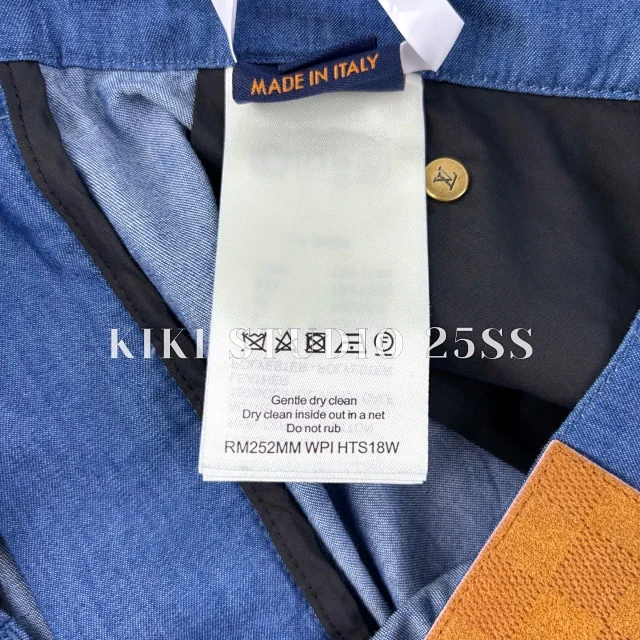 MADE IN ITALY
LV
KIKI STUDIO 25SS
Gentle dry clean
Dry clean inside out in a net
Do not rub
RM252MM WPI HTS18W